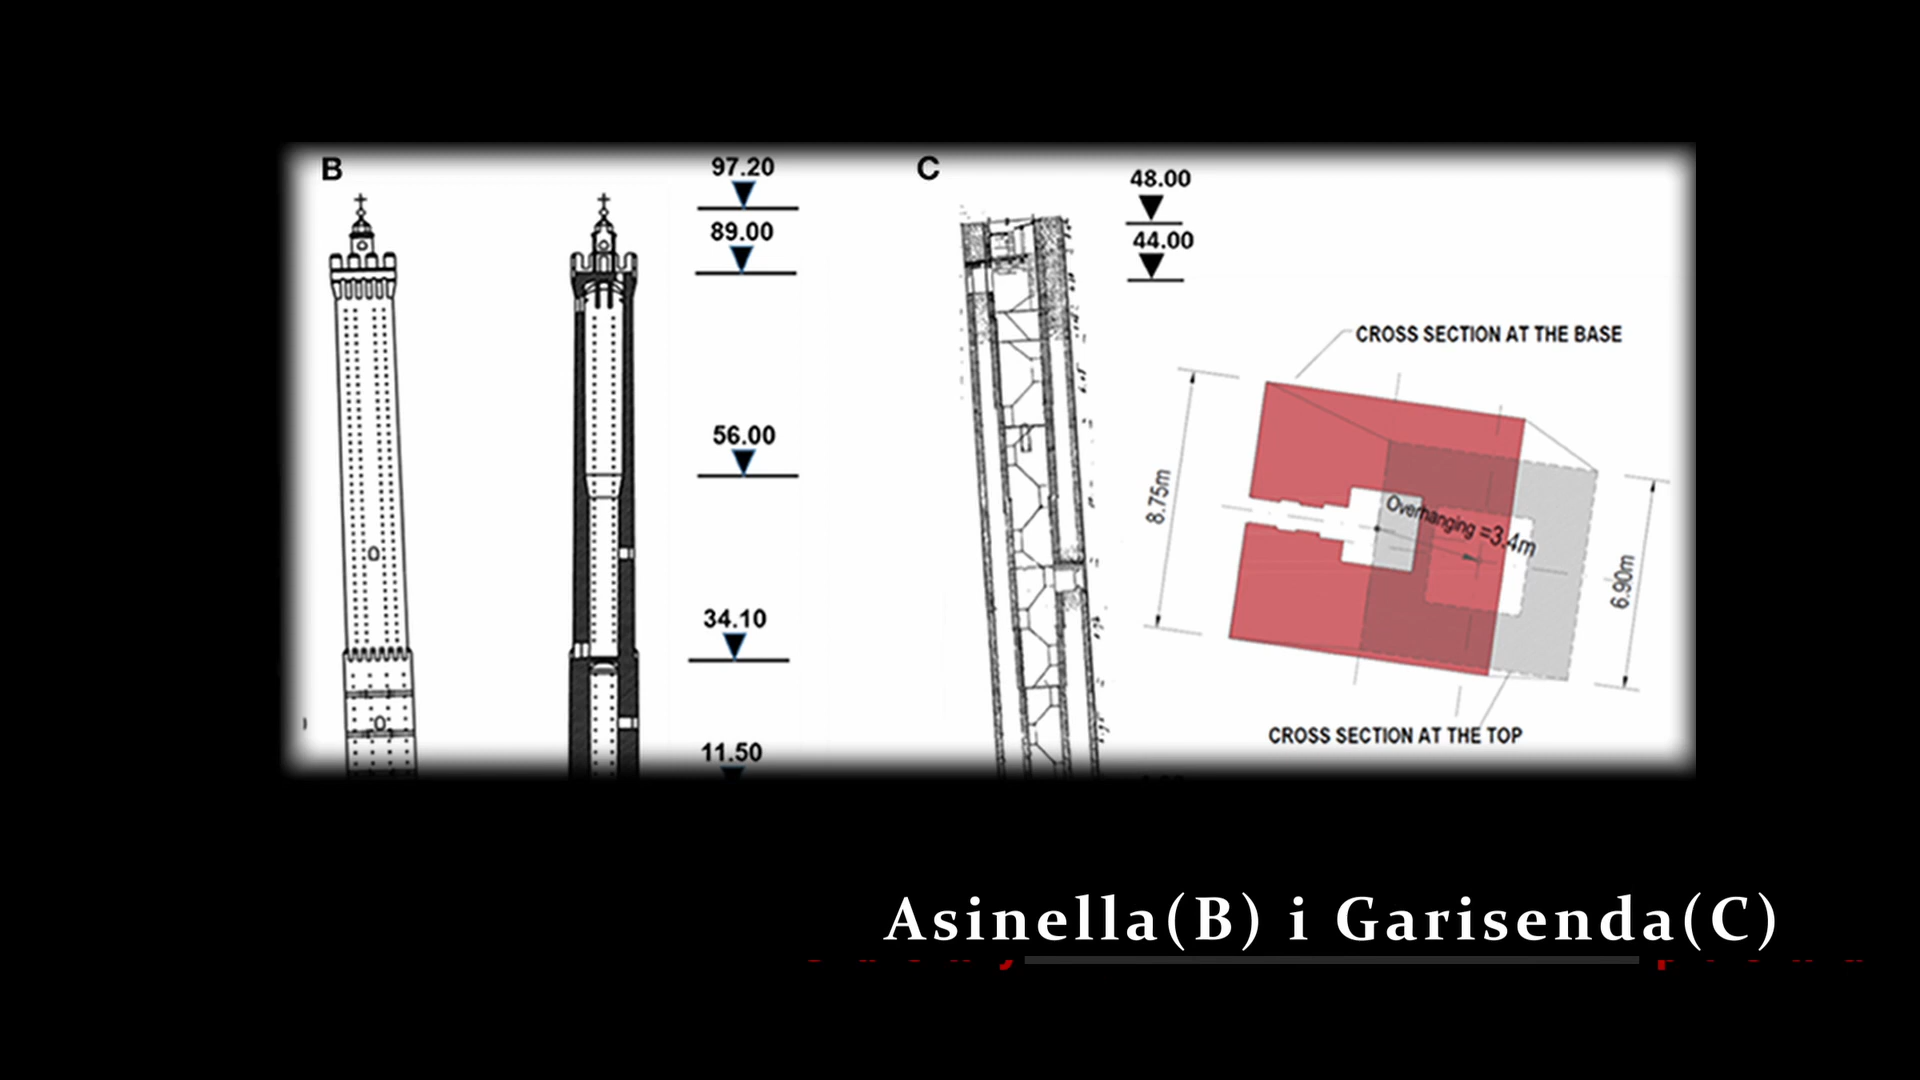 B
97.20
89.00
56.00
34.10
11.50
C
48.00
44.00
CROSS SECTION AT THE BASE
8.75m
Overhanging =3.4m
6.90m
CROSS SECTION AT THE TOP
Asinella(B) i Garisenda(C)